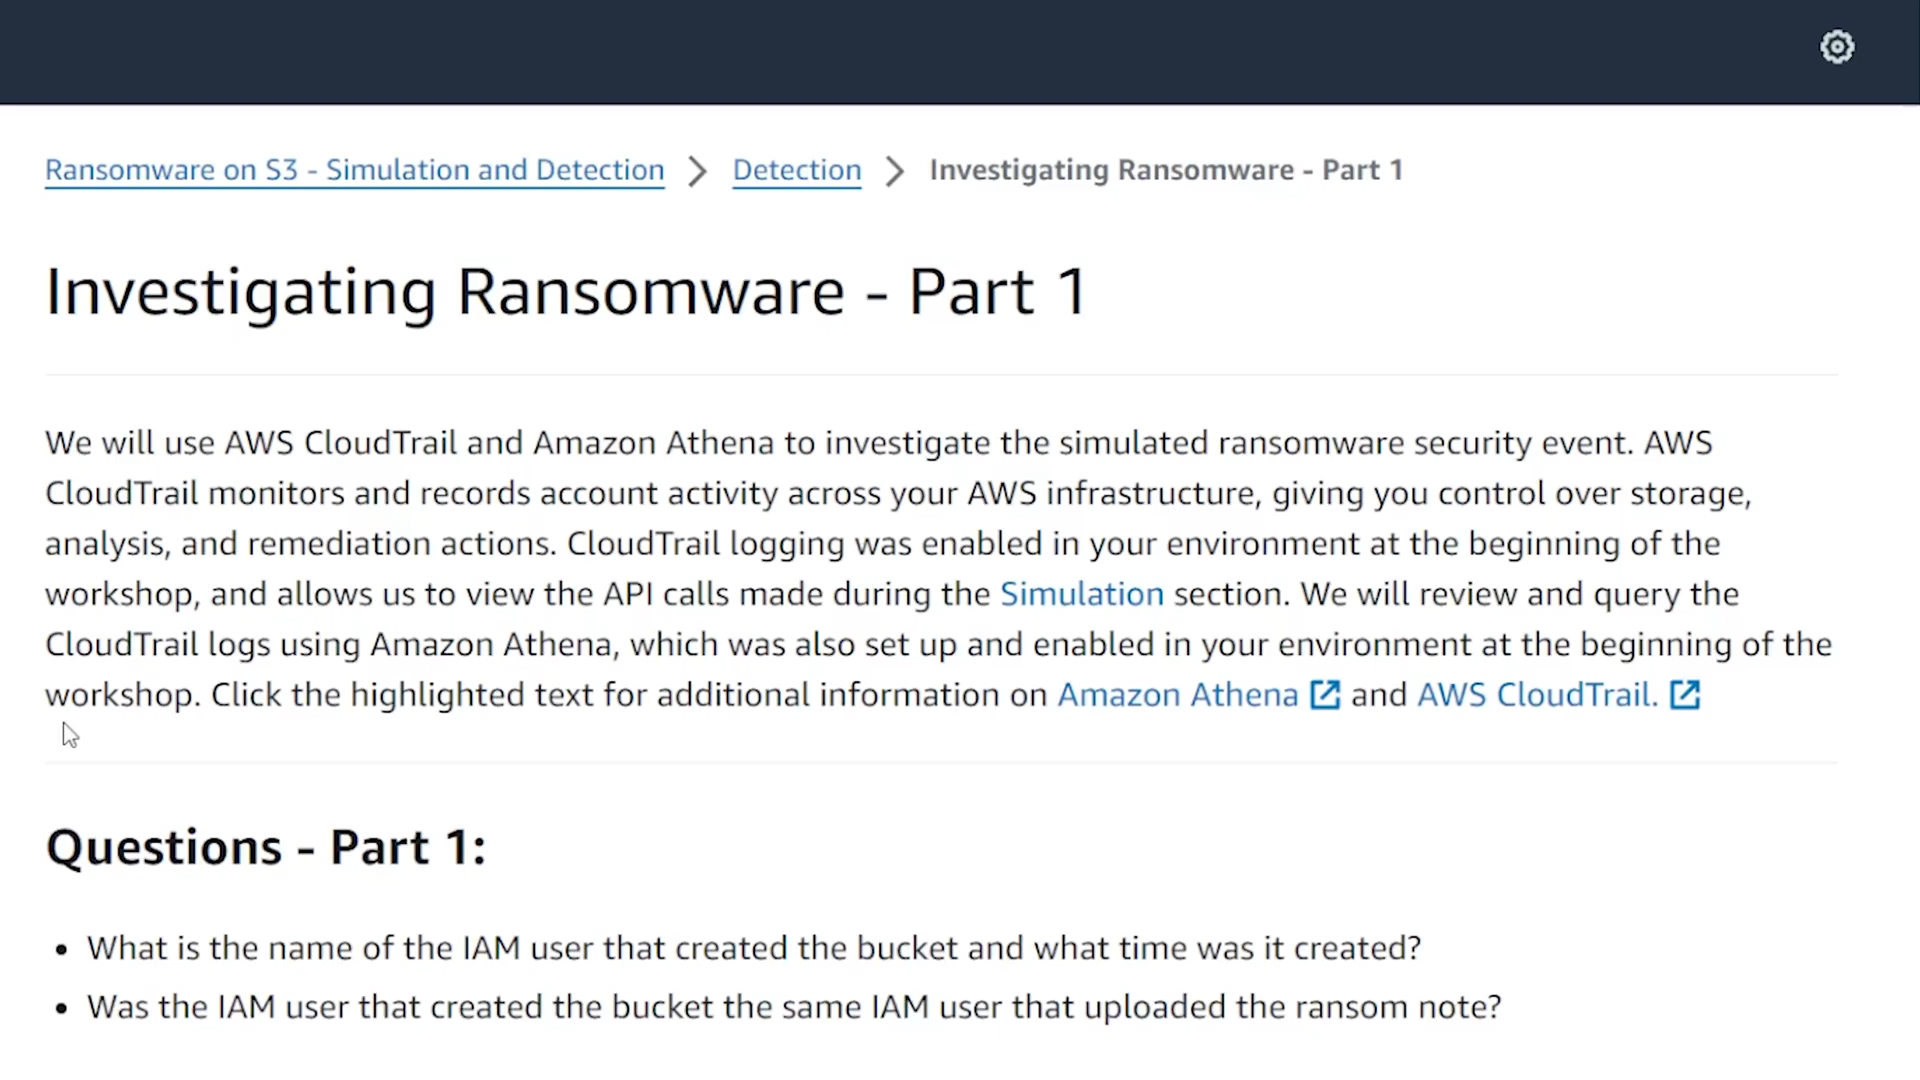 Ransomware on S3 - Simulation and Detection > Detection > Investigating Ransomware - Part 1
Investigating Ransomware - Part 1
We will use AWS CloudTrail and Amazon Athena to investigate the simulated ransomware security event. AWS
CloudTrail monitors and records account activity across your AWS infrastructure, giving you control over storage,
analysis, and remediation actions. CloudTrail logging was enabled in your environment at the beginning of the
workshop, and allows us to view the API calls made during the Simulation section. We will review and query the
CloudTrail logs using Amazon Athena, which was also set up and enabled in your environment at the beginning of the
workshop. Click the highlighted text for additional information on Amazon Athena and AWS CloudTrail.
Questions - Part 1:
• What is the name of the IAM user that created the bucket and what time was it created?
• Was the IAM user that created the bucket the same IAM user that uploaded the ransom note?